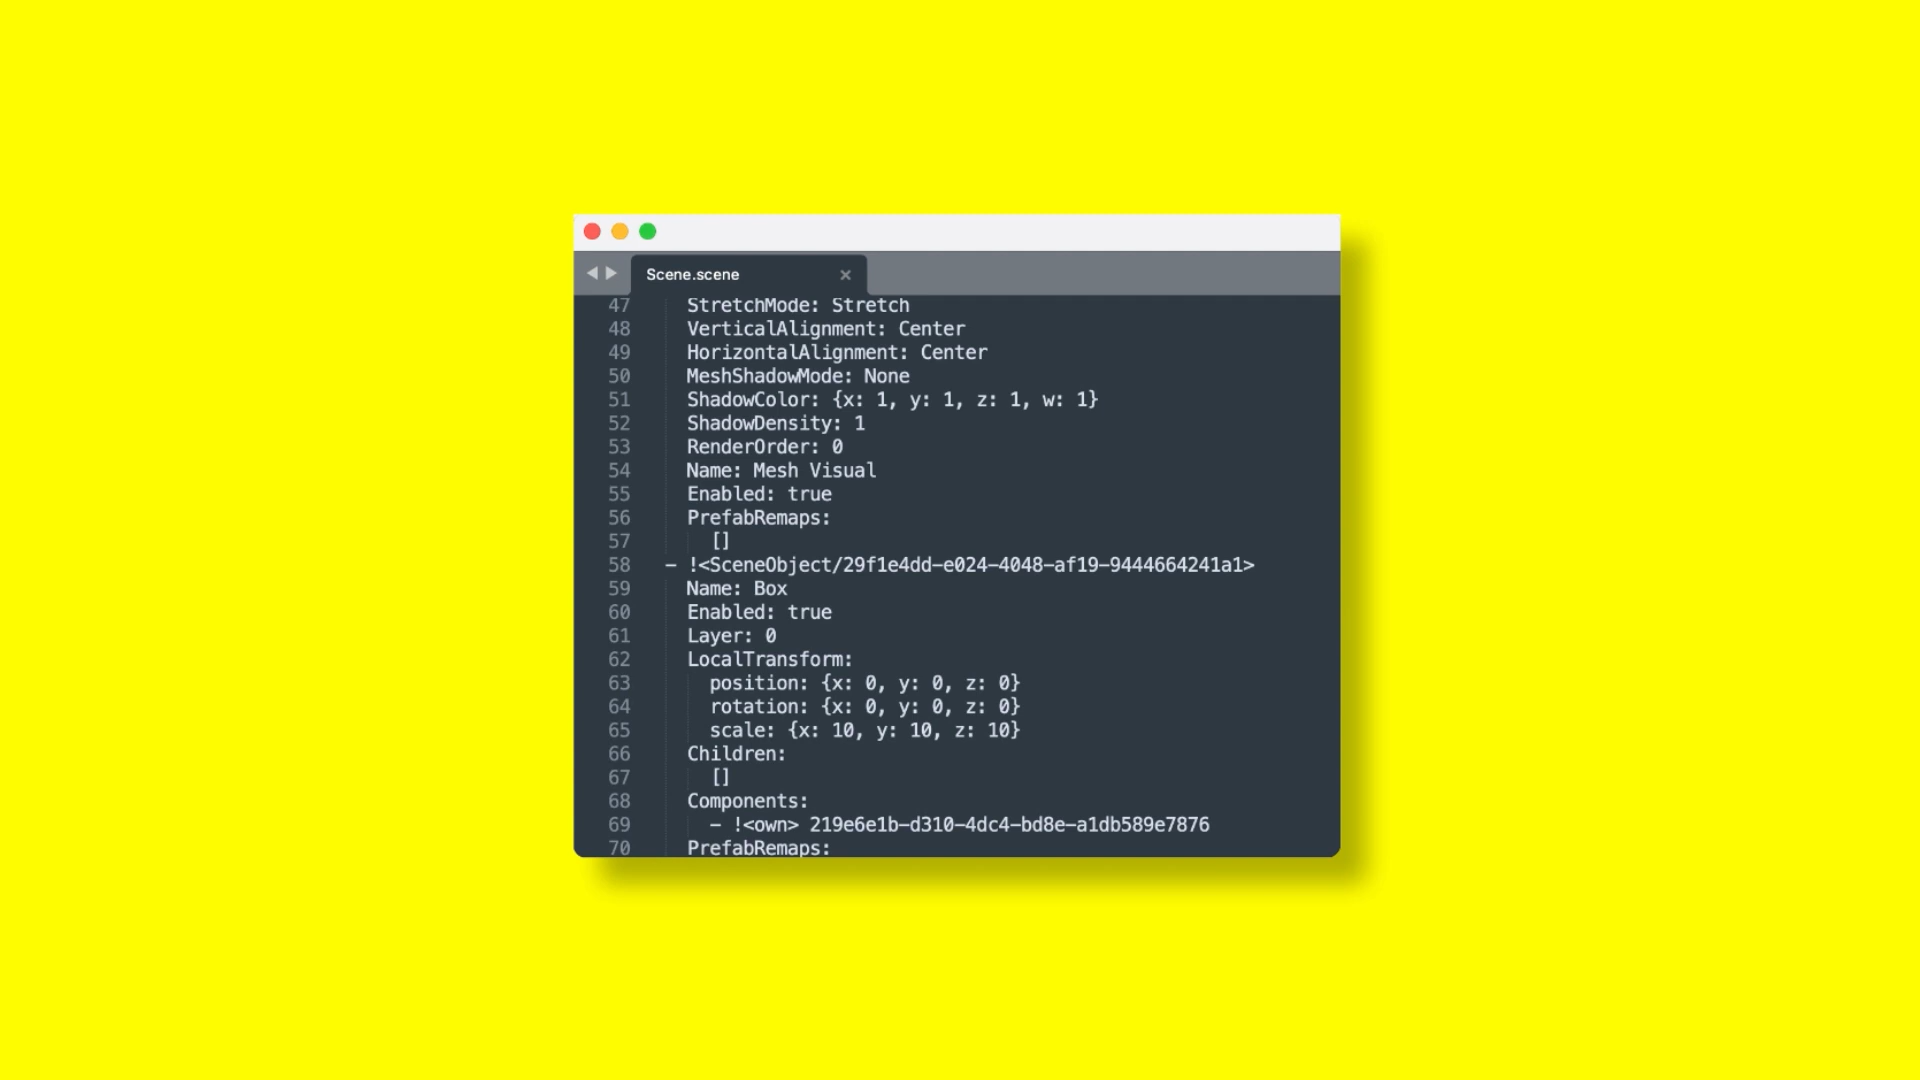 Scene.scene
47 StretchMode: Stretch
48 VerticalAlignment: Center
49 HorizontalAlignment: Center
50 MeshShadowMode: None
51 ShadowColor: {x: 1, y: 1, z: 1, w: 1}
52 ShadowDensity: 1
53 RenderOrder: 0
54 Name: Mesh Visual
55 Enabled: true
56 PrefabRemaps:
57 []
58 - !<SceneObject/29f1e4dd-e024-4048-af19-9444664241a1>
59 Name: Box
60 Enabled: true
61 Layer: 0
62 LocalTransform:
63 position: {x: 0, y: 0, z: 0}
64 rotation: {x: 0, y: 0, z: 0}
65 scale: {x: 10, y: 10, z: 10}
66 Children:
67 []
68 Components:
69 - !<own> 219e6e1b-d310-4dc4-bd8e-a1db589e7876
70 PrefabRemaps: